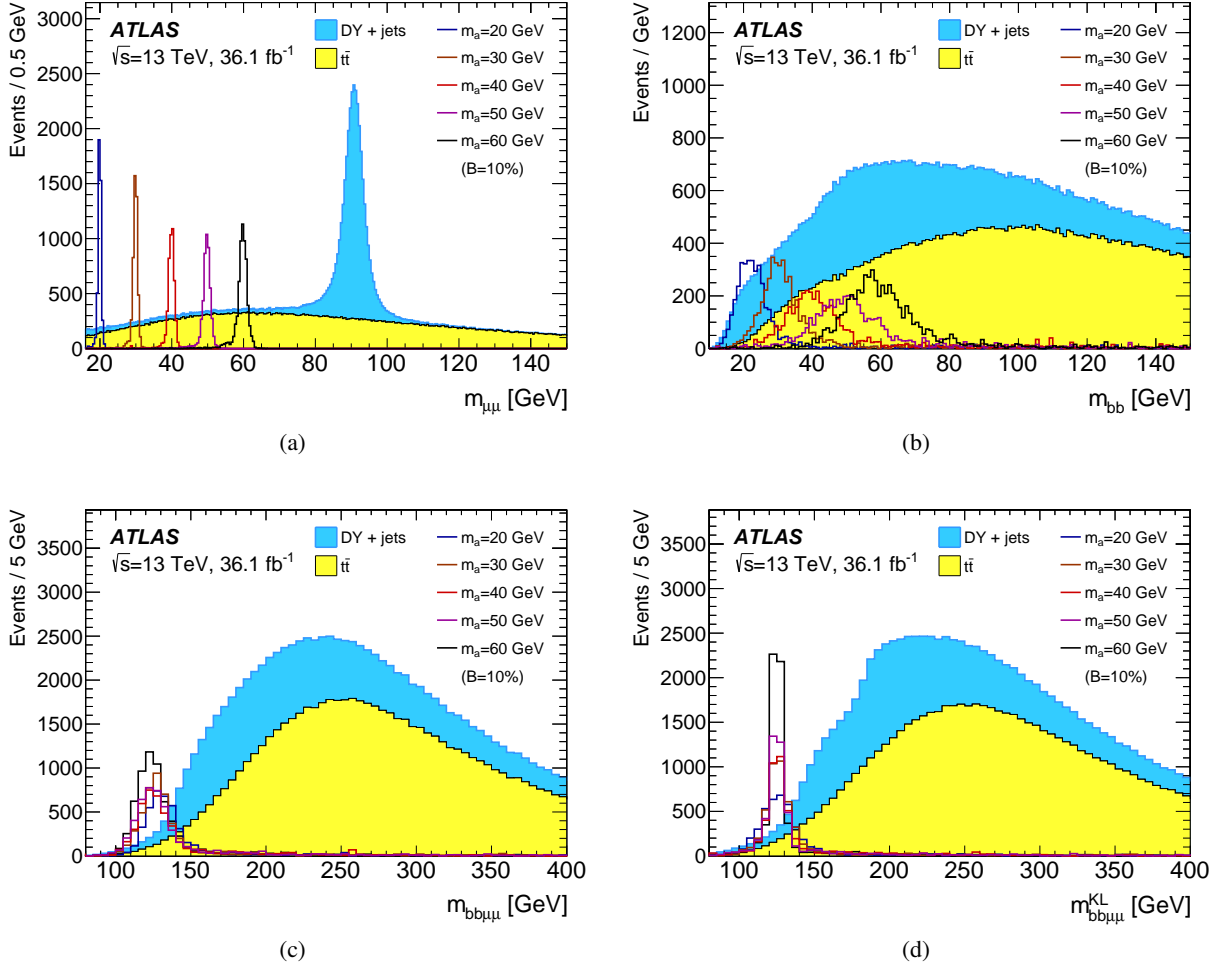 Events / 0.5 GeV
3000
2500
2000
1500
1000
500
0
ATLAS
√s=13 TeV, 36.1 fb⁻¹
DY + jets
tt̄
mₐ=20 GeV
mₐ=30 GeV
mₐ=40 GeV
mₐ=50 GeV
mₐ=60 GeV
(B=10%)
20 40 60 80 100 120 140
m_μμ [GeV]
(a)
Events / GeV
1200
1000
800
600
400
200
0
ATLAS
√s=13 TeV, 36.1 fb⁻¹
DY + jets
tt̄
mₐ=20 GeV
mₐ=30 GeV
mₐ=40 GeV
mₐ=50 GeV
mₐ=60 GeV
(B=10%)
20 40 60 80 100 120 140
m_bb [GeV]
(b)
Events / 5 GeV
3500
3000
2500
2000
1500
1000
500
0
ATLAS
√s=13 TeV, 36.1 fb⁻¹
DY + jets
tt̄
mₐ=20 GeV
mₐ=30 GeV
mₐ=40 GeV
mₐ=50 GeV
mₐ=60 GeV
(B=10%)
100 150 200 250 300 350 400
m_bbμμ [GeV]
(c)
Events / 5 GeV
3500
3000
2500
2000
1500
1000
500
0
ATLAS
√s=13 TeV, 36.1 fb⁻¹
DY + jets
tt̄
mₐ=20 GeV
mₐ=30 GeV
mₐ=40 GeV
mₐ=50 GeV
mₐ=60 GeV
(B=10%)
100 150 200 250 300 350 400
m^KL_bbμμ [GeV]
(d)